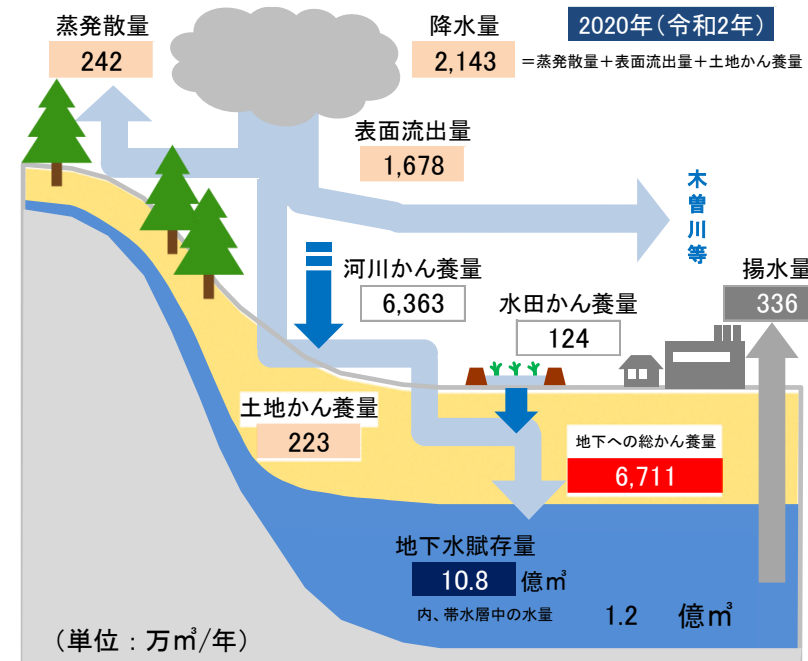 蒸発散量
242
降水量
2,143
2020年(令和2年)
＝蒸発散量＋表面流出量＋土地かん養量
表面流出量
1,678
木曽川等
河川かん養量
6,363
水田かん養量
124
揚水量
336
土地かん養量
223
地下への総かん養量
6,711
地下水賦存量
10.8 億㎥
内、帯水層中の水量 1.2 億㎥
(単位：万㎥/年)